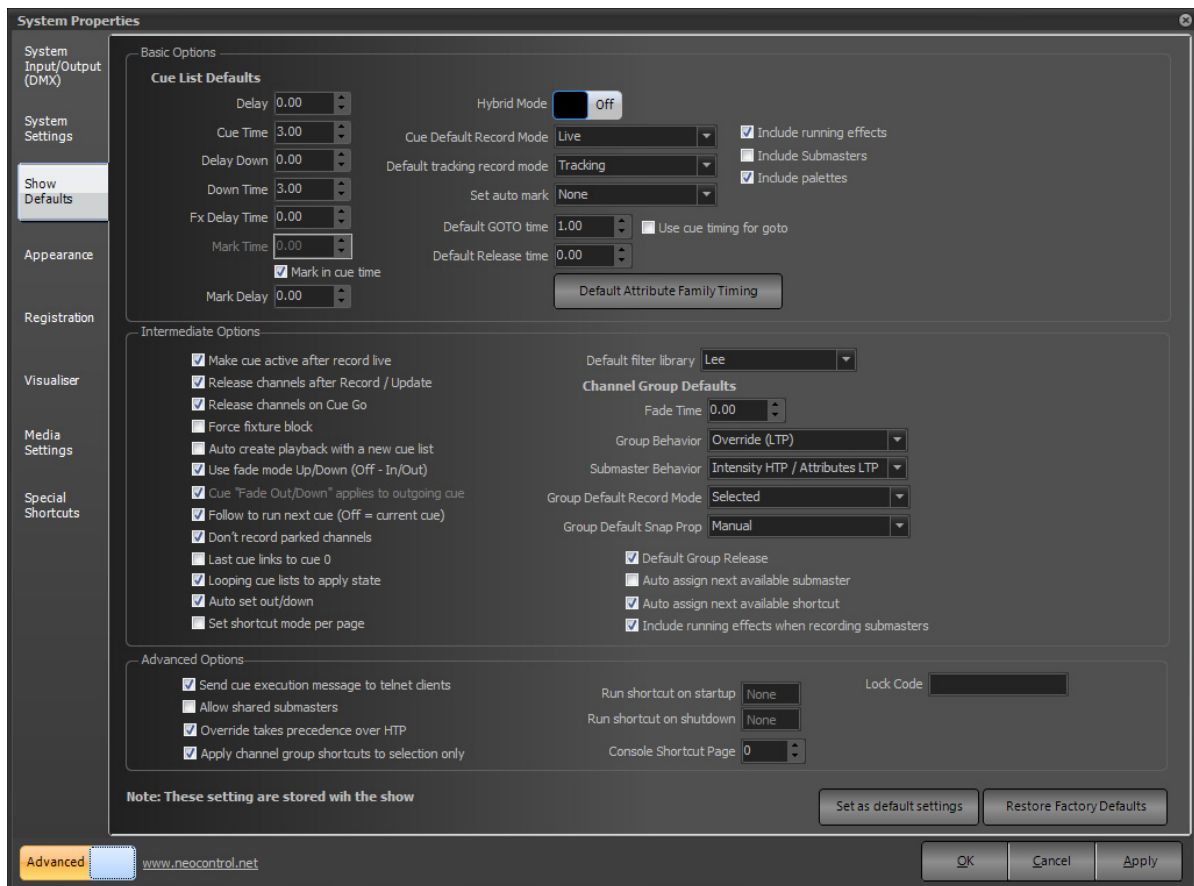 System Properties
System
Input/Output
(DMX)
System
Settings
Show
Defaults
Appearance
Registration
Visualiser
Media
Settings
Special
Shortcuts
Basic Options
Cue List Defaults
Delay 0.00
Cue Time 3.00
Delay Down 0.00
Down Time 3.00
Fx Delay Time 0.00
Mark Time 0.00
Mark in cue time
Mark Delay 0.00
Hybrid Mode Off
Cue Default Record Mode Live
Default tracking record mode Tracking
Set auto mark None
Default GOTO time 1.00 Use cue timing for goto
Default Release time 0.00
Default Attribute Family Timing
Include running effects
Include Submasters
Include palettes
Intermediate Options
Make cue active after record live
Release channels after Record / Update
Release channels on Cue Go
Force fixture block
Auto create playback with a new cue list
Use fade mode Up/Down (Off - In/Out)
Cue "Fade Out/Down" applies to outgoing cue
Follow to run next cue (Off = current cue)
Don't record parked channels
Last cue links to cue 0
Looping cue lists to apply state
Auto set out/down
Set shortcut mode per page
Default filter library Lee
Channel Group Defaults
Fade Time 0.00
Group Behavior Override (LTP)
Submaster Behavior Intensity HTP / Attributes LTP
Group Default Record Mode Selected
Group Default Snap Prop Manual
Default Group Release
Auto assign next available submaster
Auto assign next available shortcut
Include running effects when recording submasters
Advanced Options
Send cue execution message to telnet clients
Allow shared submasters
Override takes precedence over HTP
Apply channel group shortcuts to selection only
Run shortcut on startup None
Run shortcut on shutdown None
Console Shortcut Page 0
Lock Code
Note: These setting are stored wih the show
Set as default settings
Restore Factory Defaults
Advanced
www.neocontrol.net
OK
Cancel
Apply